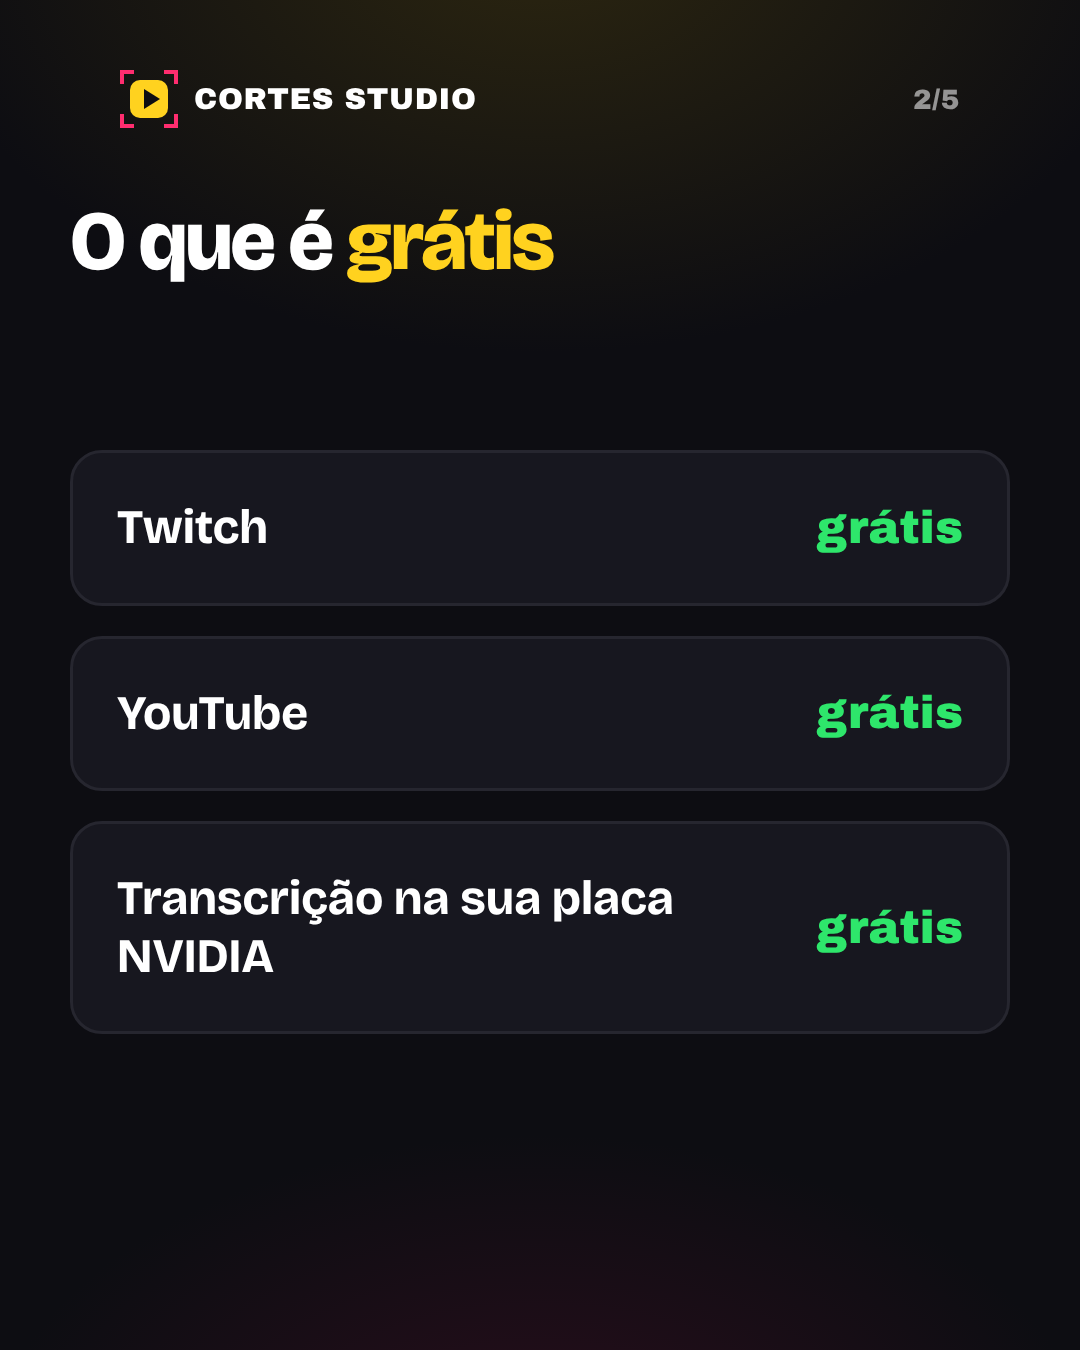 CORTES STUDIO
2/5
O que é grátis
Twitch
grátis
YouTube
grátis
Transcrição na sua placa
NVIDIA
grátis